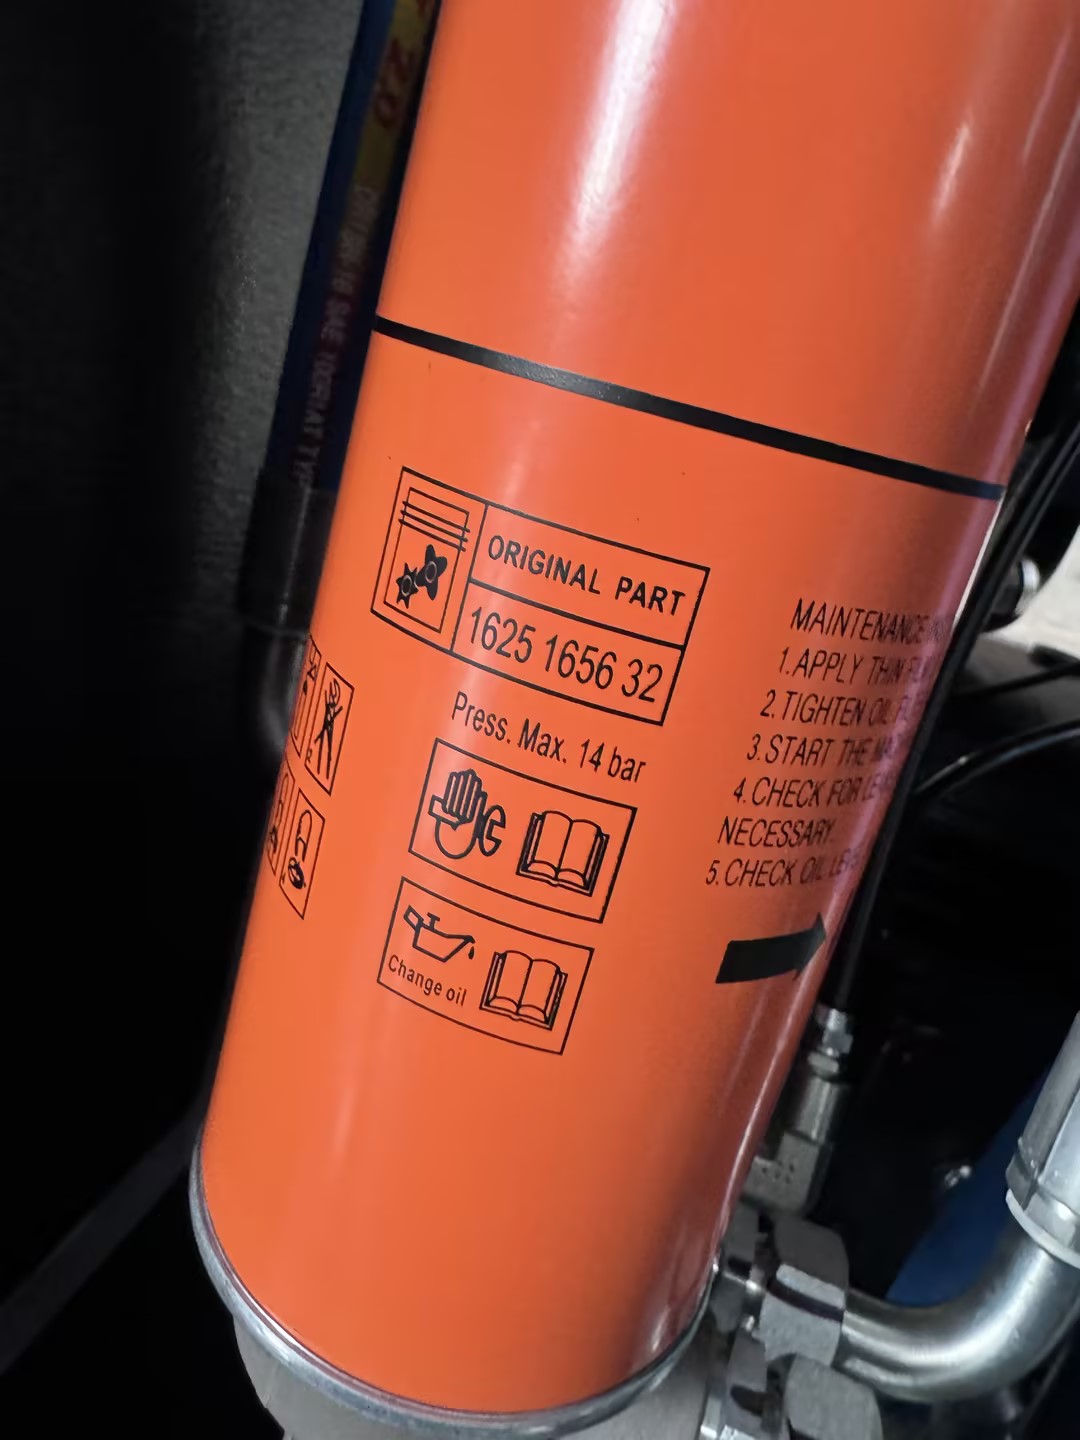 ORIGINAL PART
1625 1656 32
Press. Max. 14 bar
Change oil
MAINTENANCE
1.APPLY THIN
2.TIGHTEN OIL
3.START THE
4.CHECK FOR
NECESSARY.
5.CHECK OIL